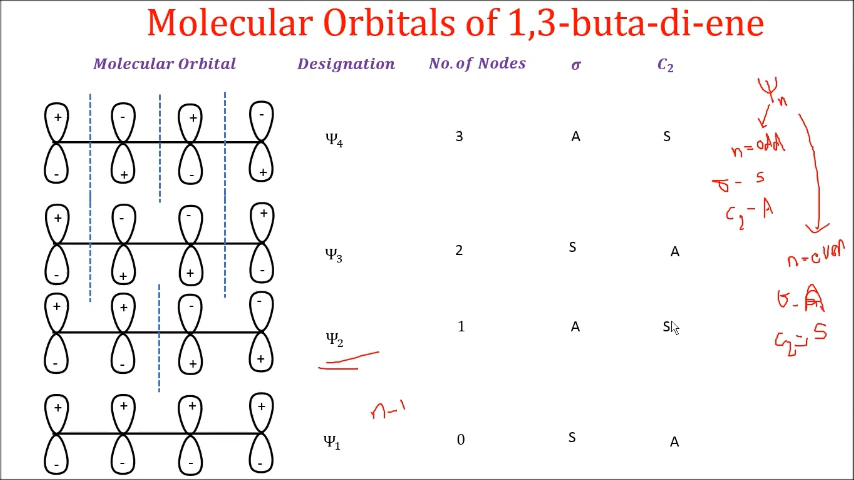 Molecular Orbitals of 1,3-buta-di-ene
Molecular Orbital Designation No. of Nodes σ C₂
+ - + -
- + - +
Ψ₄ 3 A S
+ - - +
- + + -
Ψ₃ 2 S A
+ + - -
- - + +
Ψ₂ 1 A S
+ + + +
- - - -
Ψ₁ 0 S A
n-1
Ψn
n=odd
σ - S
C₂ - A
n=even
σ - A
C₂ = S